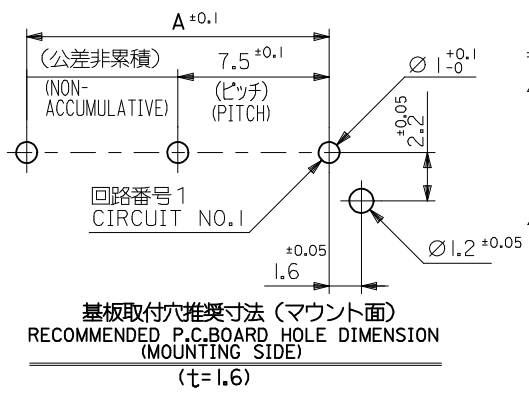 A ±0.1
(公差非累積)
(NON-
ACCUMULATIVE)
7.5 ±0.1
(ピッチ)
(PITCH)
Ø 1 +0.1
-0
2.2 ±0.05
回路番号1
CIRCUIT NO.1
1.6 ±0.05
Ø1.2 ±0.05
基板取付穴推奨寸法(マウント面)
RECOMMENDED P.C.BOARD HOLE DIMENSION
(MOUNTING SIDE)
(t=1.6)